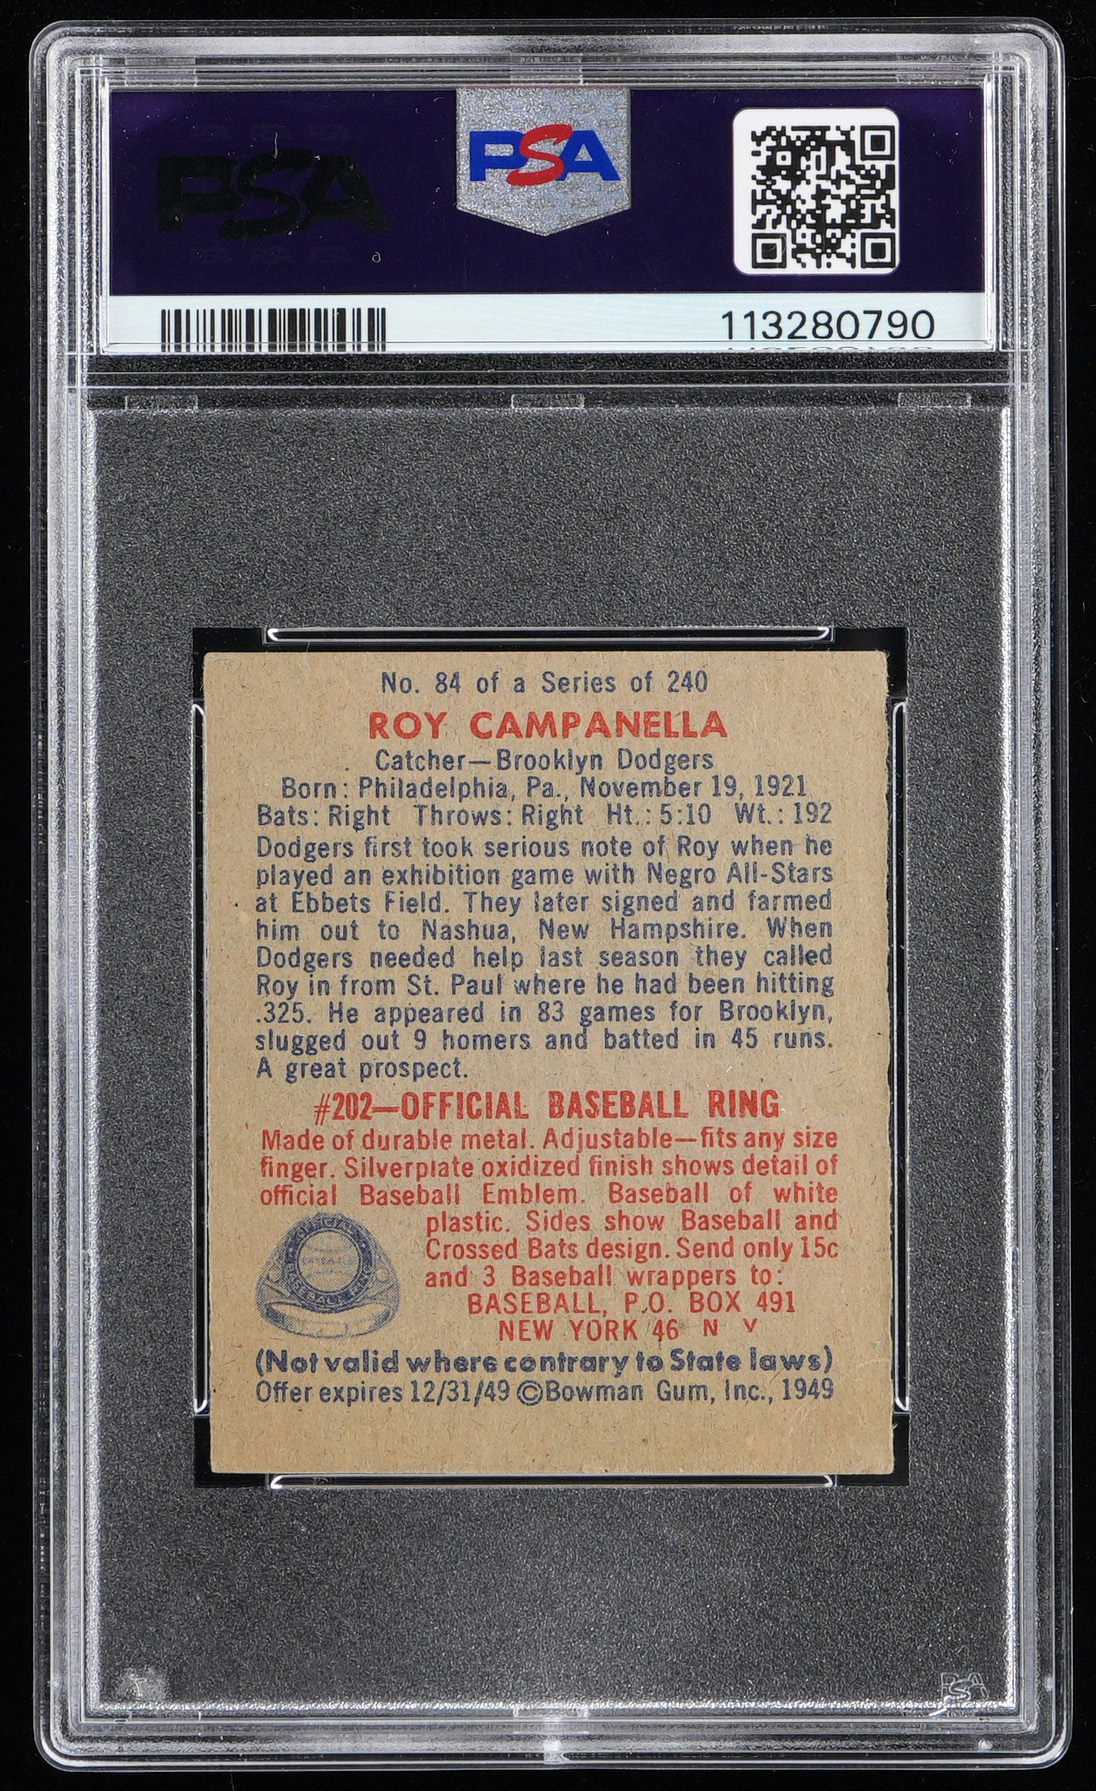 PSA
PSA
113280790
No. 84 of a Series of 240
ROY CAMPANELLA
Catcher—Brooklyn Dodgers
Born: Philadelphia, Pa., November 19, 1921
Bats: Right Throws: Right Ht.: 5:10 Wt.: 192
Dodgers first took serious note of Roy when he
played an exhibition game with Negro All-Stars
at Ebbets Field. They later signed and farmed
him out to Nashua, New Hampshire. When
Dodgers needed help last season they called
Roy in from St. Paul where he had been hitting
.325. He appeared in 83 games for Brooklyn,
slugged out 9 homers and batted in 45 runs.
A great prospect.
#202—OFFICIAL BASEBALL RING
Made of durable metal. Adjustable—fits any size
finger. Silverplate oxidized finish shows detail of
official Baseball Emblem. Baseball of white
plastic. Sides show Baseball and
Crossed Bats design. Send only 15c
and 3 Baseball wrappers to:
BASEBALL, P.O. BOX 491
NEW YORK 46 N Y
(Not valid where contrary to State laws)
Offer expires 12/31/49 ©Bowman Gum, Inc., 1949
PSA